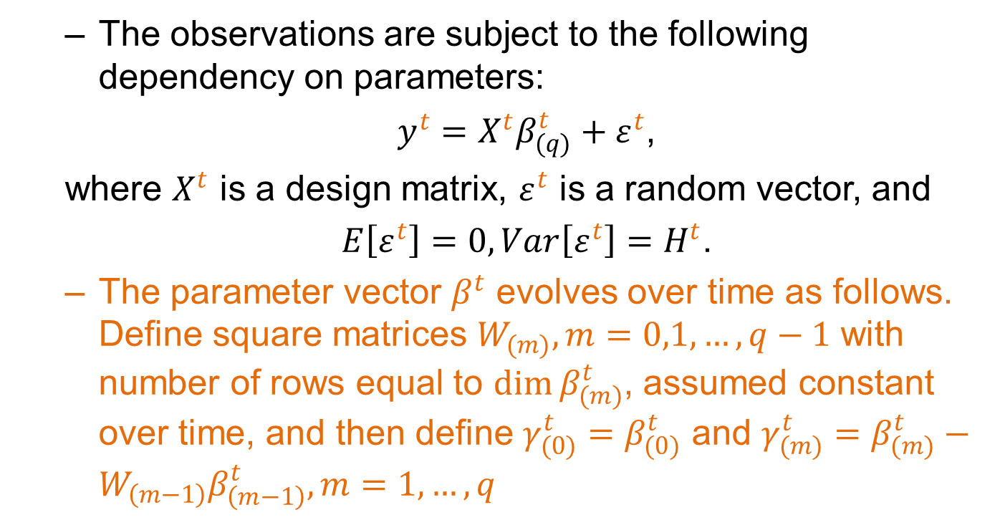 – The observations are subject to the following
dependency on parameters:
$y^t = X^t \beta^t_{(q)} + \varepsilon^t,$
where $X^t$ is a design matrix, $\varepsilon^t$ is a random vector, and
$E[\varepsilon^t] = 0, Var[\varepsilon^t] = H^t.$
– The parameter vector $\beta^t$ evolves over time as follows.
Define square matrices $W_{(m)}, m = 0,1, \dots, q - 1$ with
number of rows equal to $\dim \beta^t_{(m)}$, assumed constant
over time, and then define $\gamma^t_{(0)} = \beta^t_{(0)}$ and $\gamma^t_{(m)} = \beta^t_{(m)} -$
$W_{(m-1)}\beta^t_{(m-1)}, m = 1, \dots, q$